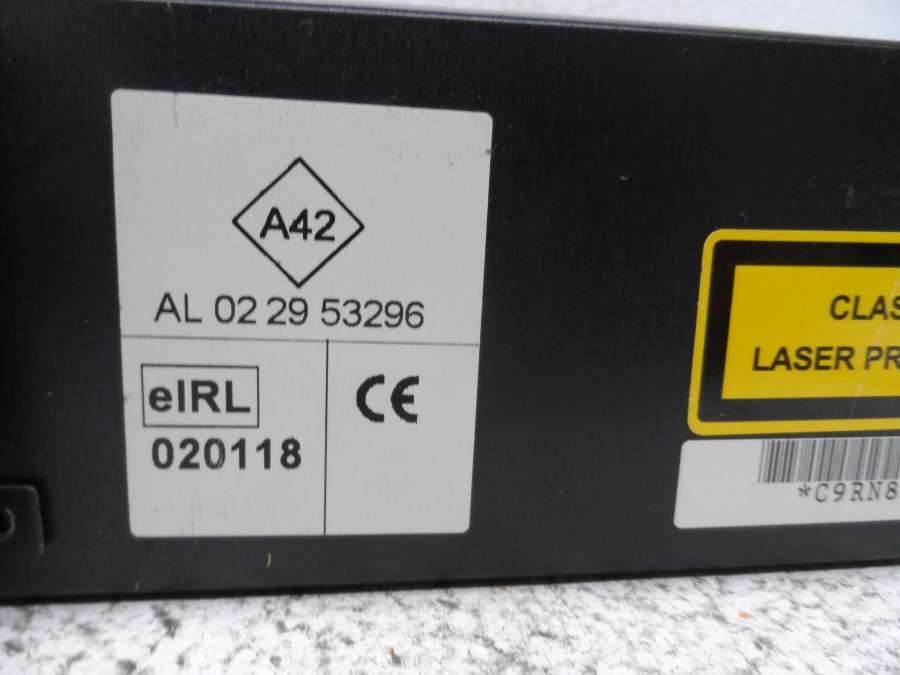 A42
AL 02 29 53296
eIRL
020118
CE
CLAS
LASER PR
*C9RN8